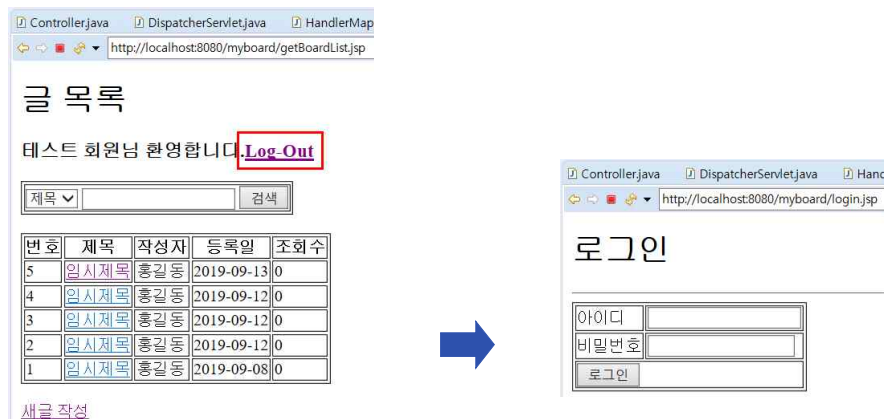 Controller.java DispatcherServlet.java HandlerMap
http://localhost:8080/myboard/getBoardList.jsp
글 목록
테스트 회원님 환영합니다.Log-Out
제목 검색
번호 제목 작성자 등록일 조회수
5 임시제목 홍길동 2019-09-13 0
4 임시제목 홍길동 2019-09-12 0
3 임시제목 홍길동 2019-09-12 0
2 임시제목 홍길동 2019-09-12 0
1 임시제목 홍길동 2019-09-08 0
새글 작성
Controller.java DispatcherServlet.java Hand
http://localhost:8080/myboard/login.jsp
로그인
아이디
비밀번호
로그인